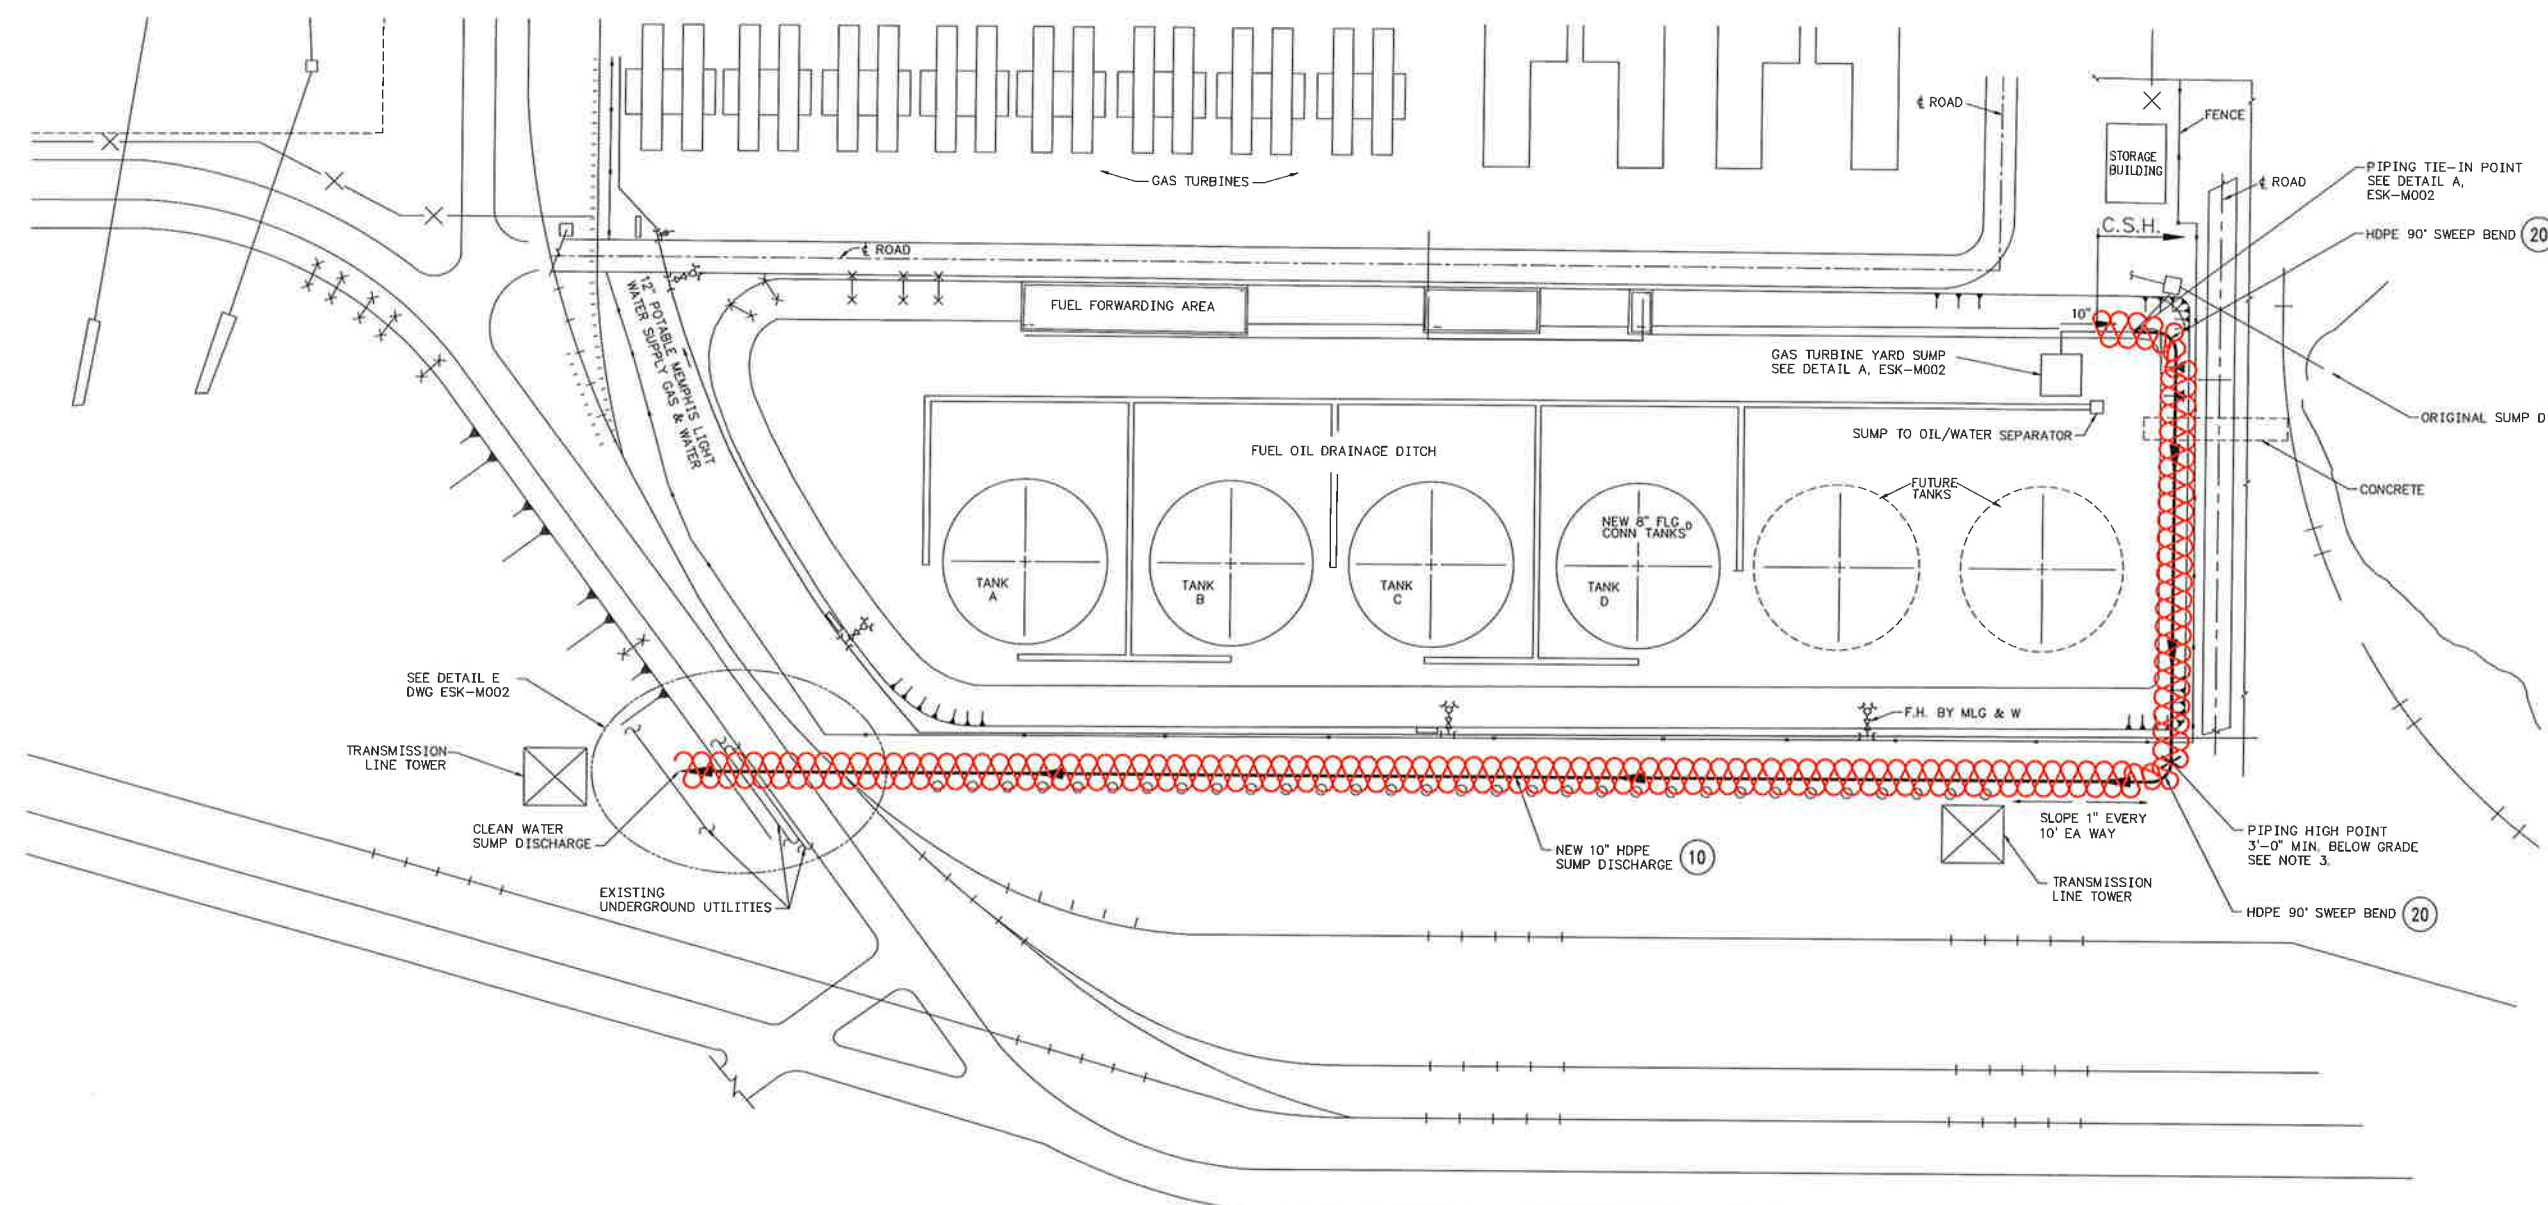 ℄ ROAD
FENCE
STORAGE
BUILDING
GAS TURBINES
PIPING TIE-IN POINT
SEE DETAIL A,
ESK-M002
℄ ROAD
C.S.H.
HDPE 90° SWEEP BEND 20
℄ ROAD
12" POTABLE MEMPHIS LIGHT
WATER SUPPLY GAS & WATER
FUEL FORWARDING AREA
10"
GAS TURBINE YARD SUMP
SEE DETAIL A, ESK-M002
ORIGINAL SUMP D
SUMP TO OIL/WATER SEPARATOR
FUEL OIL DRAINAGE DITCH
CONCRETE
FUTURE
TANKS
NEW 8" FLG D
CONN TANKS
TANK
A
TANK
B
TANK
C
TANK
D
SEE DETAIL E
DWG ESK-M002
F.H. BY MLG & W
TRANSMISSION
LINE TOWER
CLEAN WATER
SUMP DISCHARGE
SLOPE 1" EVERY
10' EA WAY
PIPING HIGH POINT
3'-0" MIN. BELOW GRADE
SEE NOTE 3.
NEW 10" HDPE
SUMP DISCHARGE 10
EXISTING
UNDERGROUND UTILITIES
TRANSMISSION
LINE TOWER
HDPE 90° SWEEP BEND 20